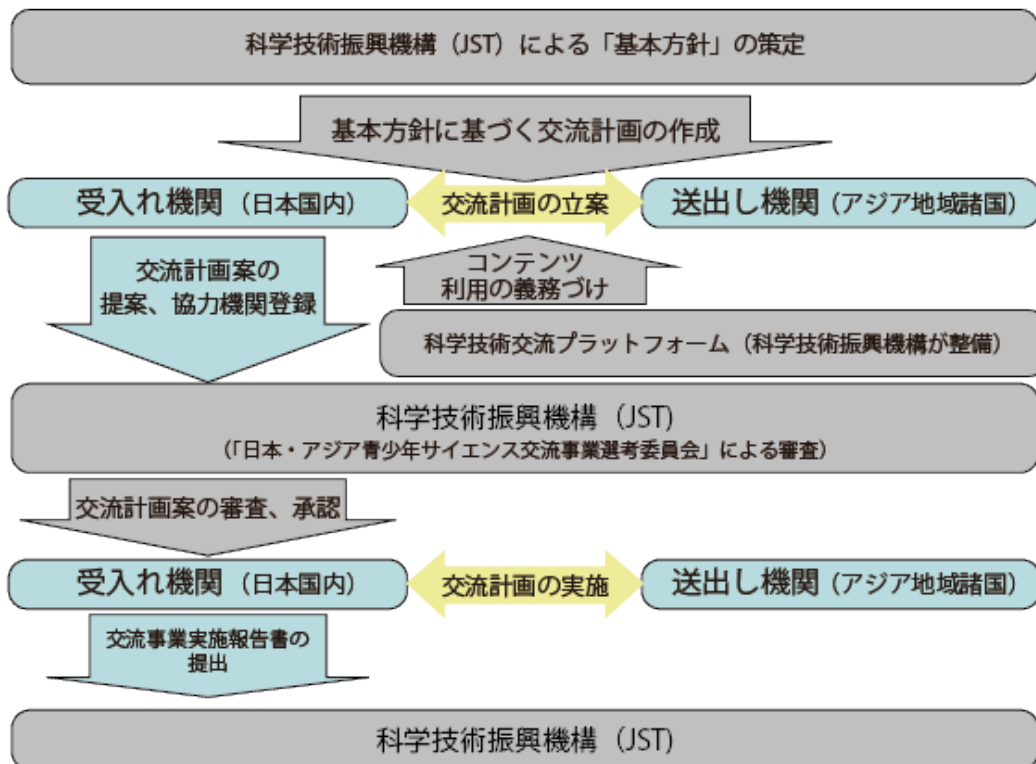 科学技術振興機構（JST）による「基本方針」の策定
基本方針に基づく交流計画の作成
受入れ機関（日本国内）
交流計画の立案
送出し機関（アジア地域諸国）
交流計画案の
提案、協力機関登録
コンテンツ
利用の義務づけ
科学技術交流プラットフォーム（科学技術振興機構が整備）
科学技術振興機構（JST）
（「日本・アジア青少年サイエンス交流事業選考委員会」による審査）
交流計画案の審査、承認
受入れ機関（日本国内）
交流計画の実施
送出し機関（アジア地域諸国）
交流事業実施報告書の
提出
科学技術振興機構（JST）